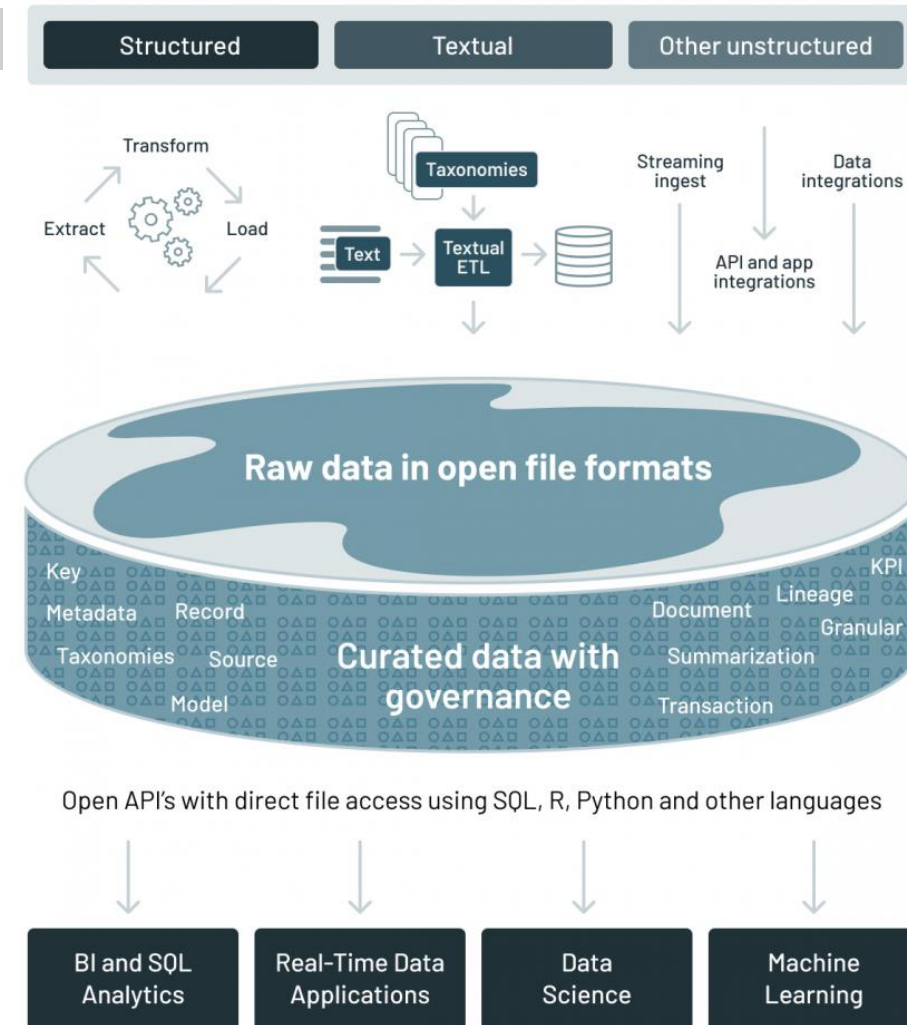 Structured
Textual
Other unstructured
Transform
Extract
Load
Taxonomies
Text
Textual
ETL
Streaming
ingest
Data
integrations
API and app
integrations
Raw data in open file formats
Key
Metadata
Record
Taxonomies
Source
Model
Curated data with
governance
KPI
Lineage
Document
Granular
Summarization
Transaction
Open API's with direct file access using SQL, R, Python and other languages
BI and SQL
Analytics
Real-Time Data
Applications
Data
Science
Machine
Learning